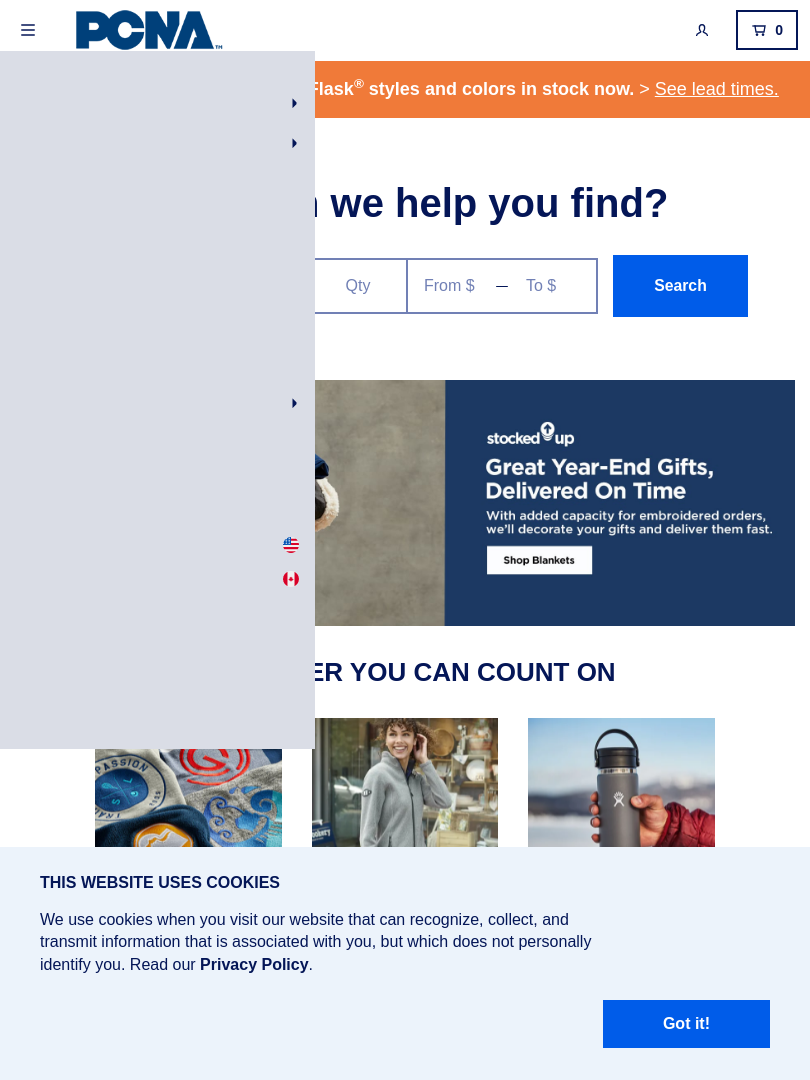 PCNA™
0
Flask® styles and colors in stock now. > See lead times.
we help you find?
Qty
From $ — To $
Search
stocked up
Great Year-End Gifts,
Delivered On Time
With added capacity for embroidered orders,
we'll decorate your gifts and deliver them fast.
Shop Blankets
ER YOU CAN COUNT ON
PASSION
THIS WEBSITE USES COOKIES
We use cookies when you visit our website that can recognize, collect, and
transmit information that is associated with you, but which does not personally
identify you. Read our Privacy Policy.
Got it!